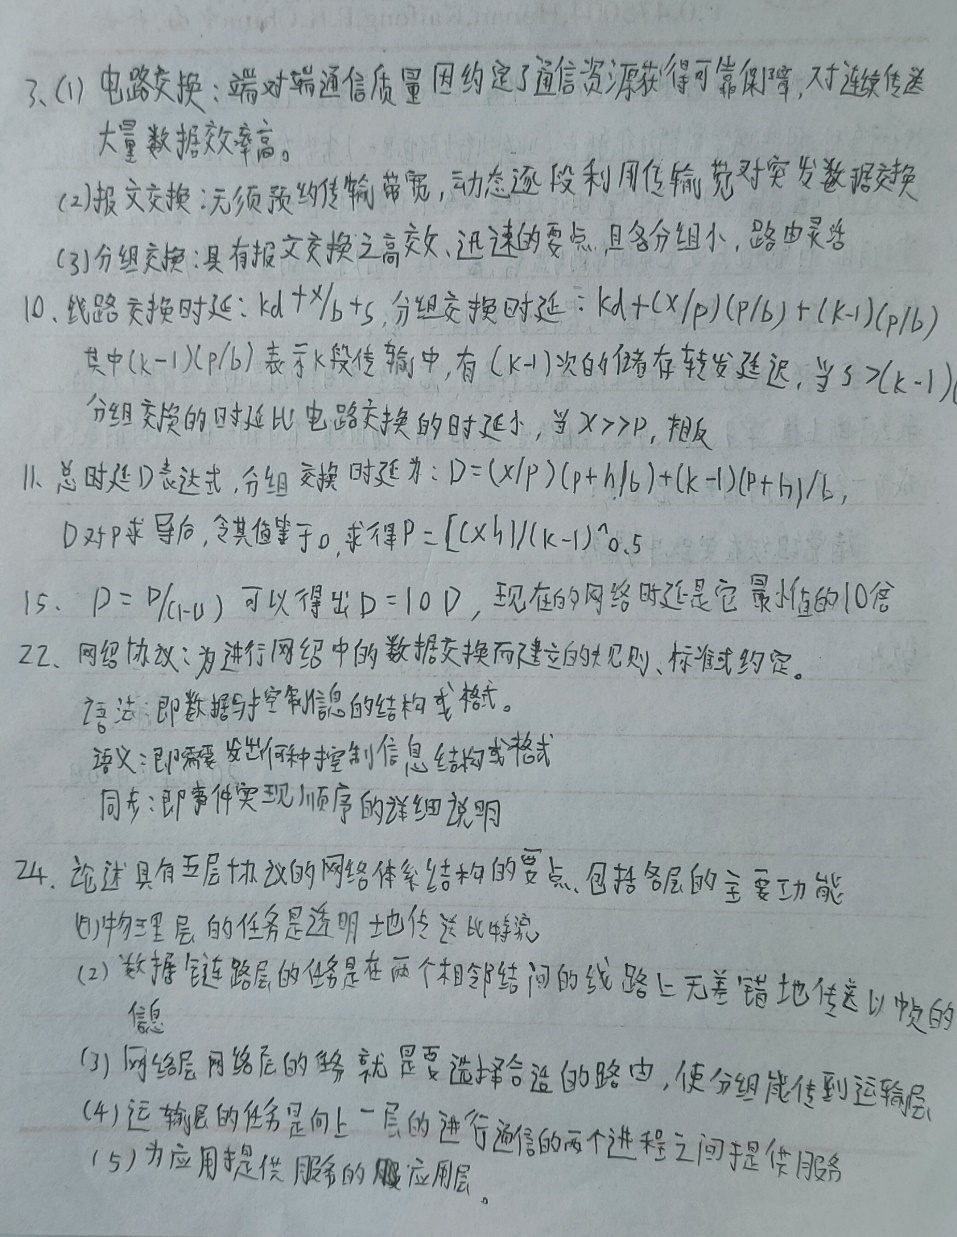 3、(1) 电路交换：端对端通信质量因约定了通信资源获得可靠保障，对连续传送
大量数据效率高。
(2)报文交换：无须预约传输带宽，动态逐段利用传输宽对突发数据交换
(3)分组交换：具有报文交换之高效、迅速的要点，且各分组小，路由灵活
10、线路交换时延：kd+x/b+s，分组交换时延：kd+(x/p)(p/b)+(k-1)(p/b)
其中(k-1)(p/b)表示k段传输中，有(k-1)次的储存转发延迟，当s>(k-1)(
分组交换的时延比电路交换的时延小，当x>>p，相反
11、总时延D表达式，分组交换时延为：D=(x/p)(p+h/b)+(k-1)(p+h)/b，
D对p求导后，令其值等于0，求得P=[(xh)/(k-1)^0.5
15、D=D/(1-U) 可以得出D=10D，现在的网络时延是它最小值的10倍
22、网络协议：为进行网络中的数据交换而建立的规则、标准或约定。
语法：即数据与控制信息的结构或格式。
语义：即需要发出何种控制信息结构或格式
同步：即事件实现顺序的详细说明
24、论述具有五层协议的网络体系结构的要点、包括各层的主要功能
(1)物理层的任务是透明地传送比特流
(2)数据链路层的任务是在两个相邻结间的线路上无差错地传送以帧的
信息
(3)网络层网络层的任务就是要选择合适的路由，使分组能传到运输层
(4)运输层的任务是向上一层的进行通信的两个进程之间提供服务
(5)为应用提供服务的应用层。